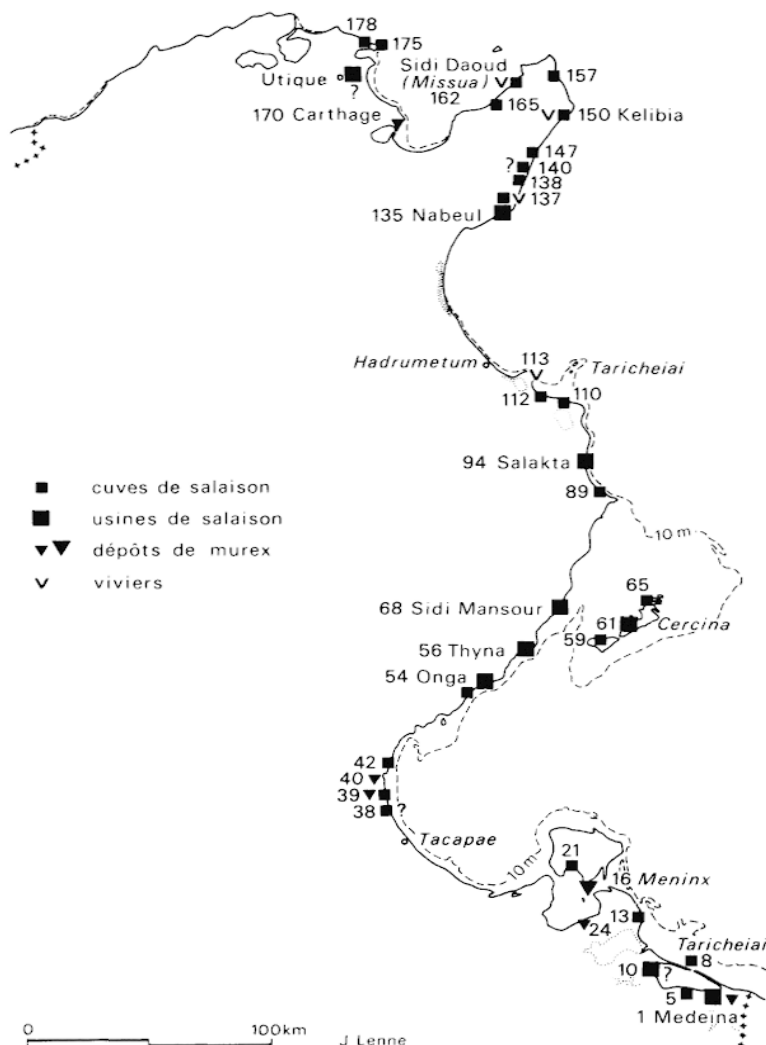 178
175
Utique
?
170 Carthage
Sidi Daoud
(Missua)
162
165
157
150 Kelibia
147
?
140
138
137
135 Nabeul
Hadrumetum
113
Taricheiai
112
110
94 Salakta
89
cuves de salaison
usines de salaison
dépôts de murex
viviers
10 m
65
68 Sidi Mansour
61
Cercina
59
56 Thyna
54 Onga
42
40
39
38
?
Tacapae
10 m
21
16 Meninx
13
24
Taricheiai
8
10
?
5
1 Medeina
0
100km
J Lenne